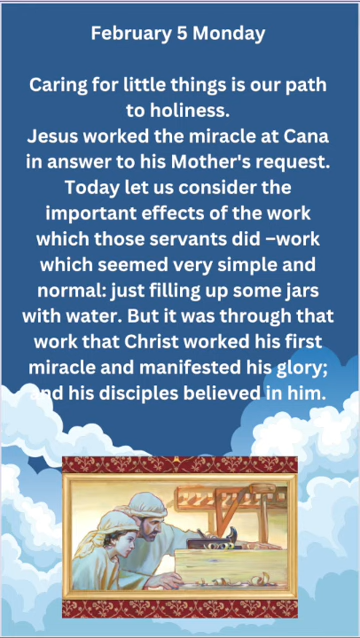 February 5 Monday
Caring for little things is our path
to holiness.
Jesus worked the miracle at Cana
in answer to his Mother's request.
Today let us consider the
important effects of the work
which those servants did –work
which seemed very simple and
normal: just filling up some jars
with water. But it was through that
work that Christ worked his first
miracle and manifested his glory;
and his disciples believed in him.